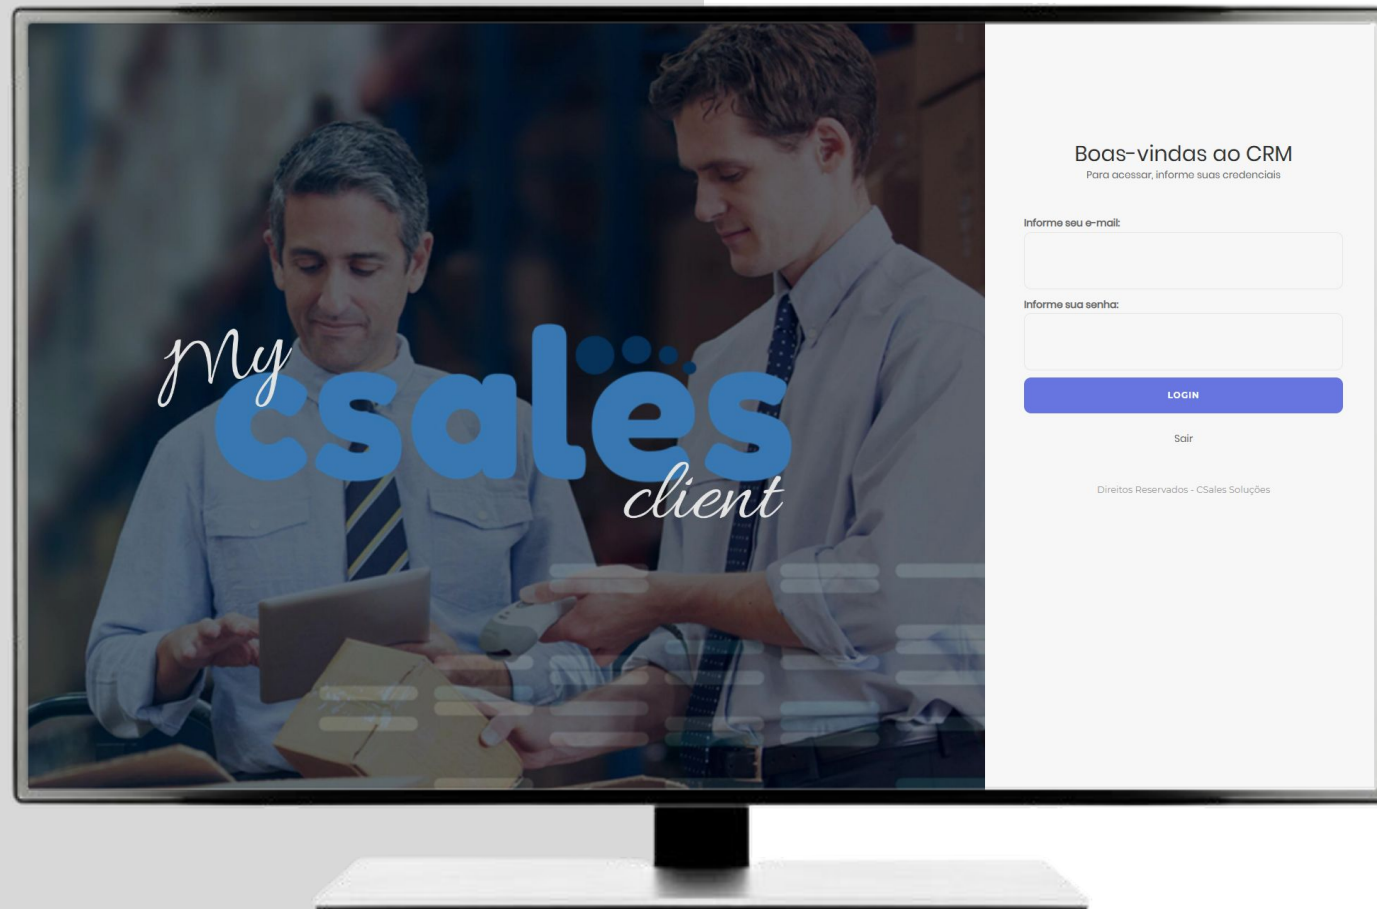 My
csales
client
Boas-vindas ao CRM
Para acessar, informe suas credenciais
Informe seu e-mail:
Informe sua senha:
LOGIN
Sair
Direitos Reservados - CSales Soluções